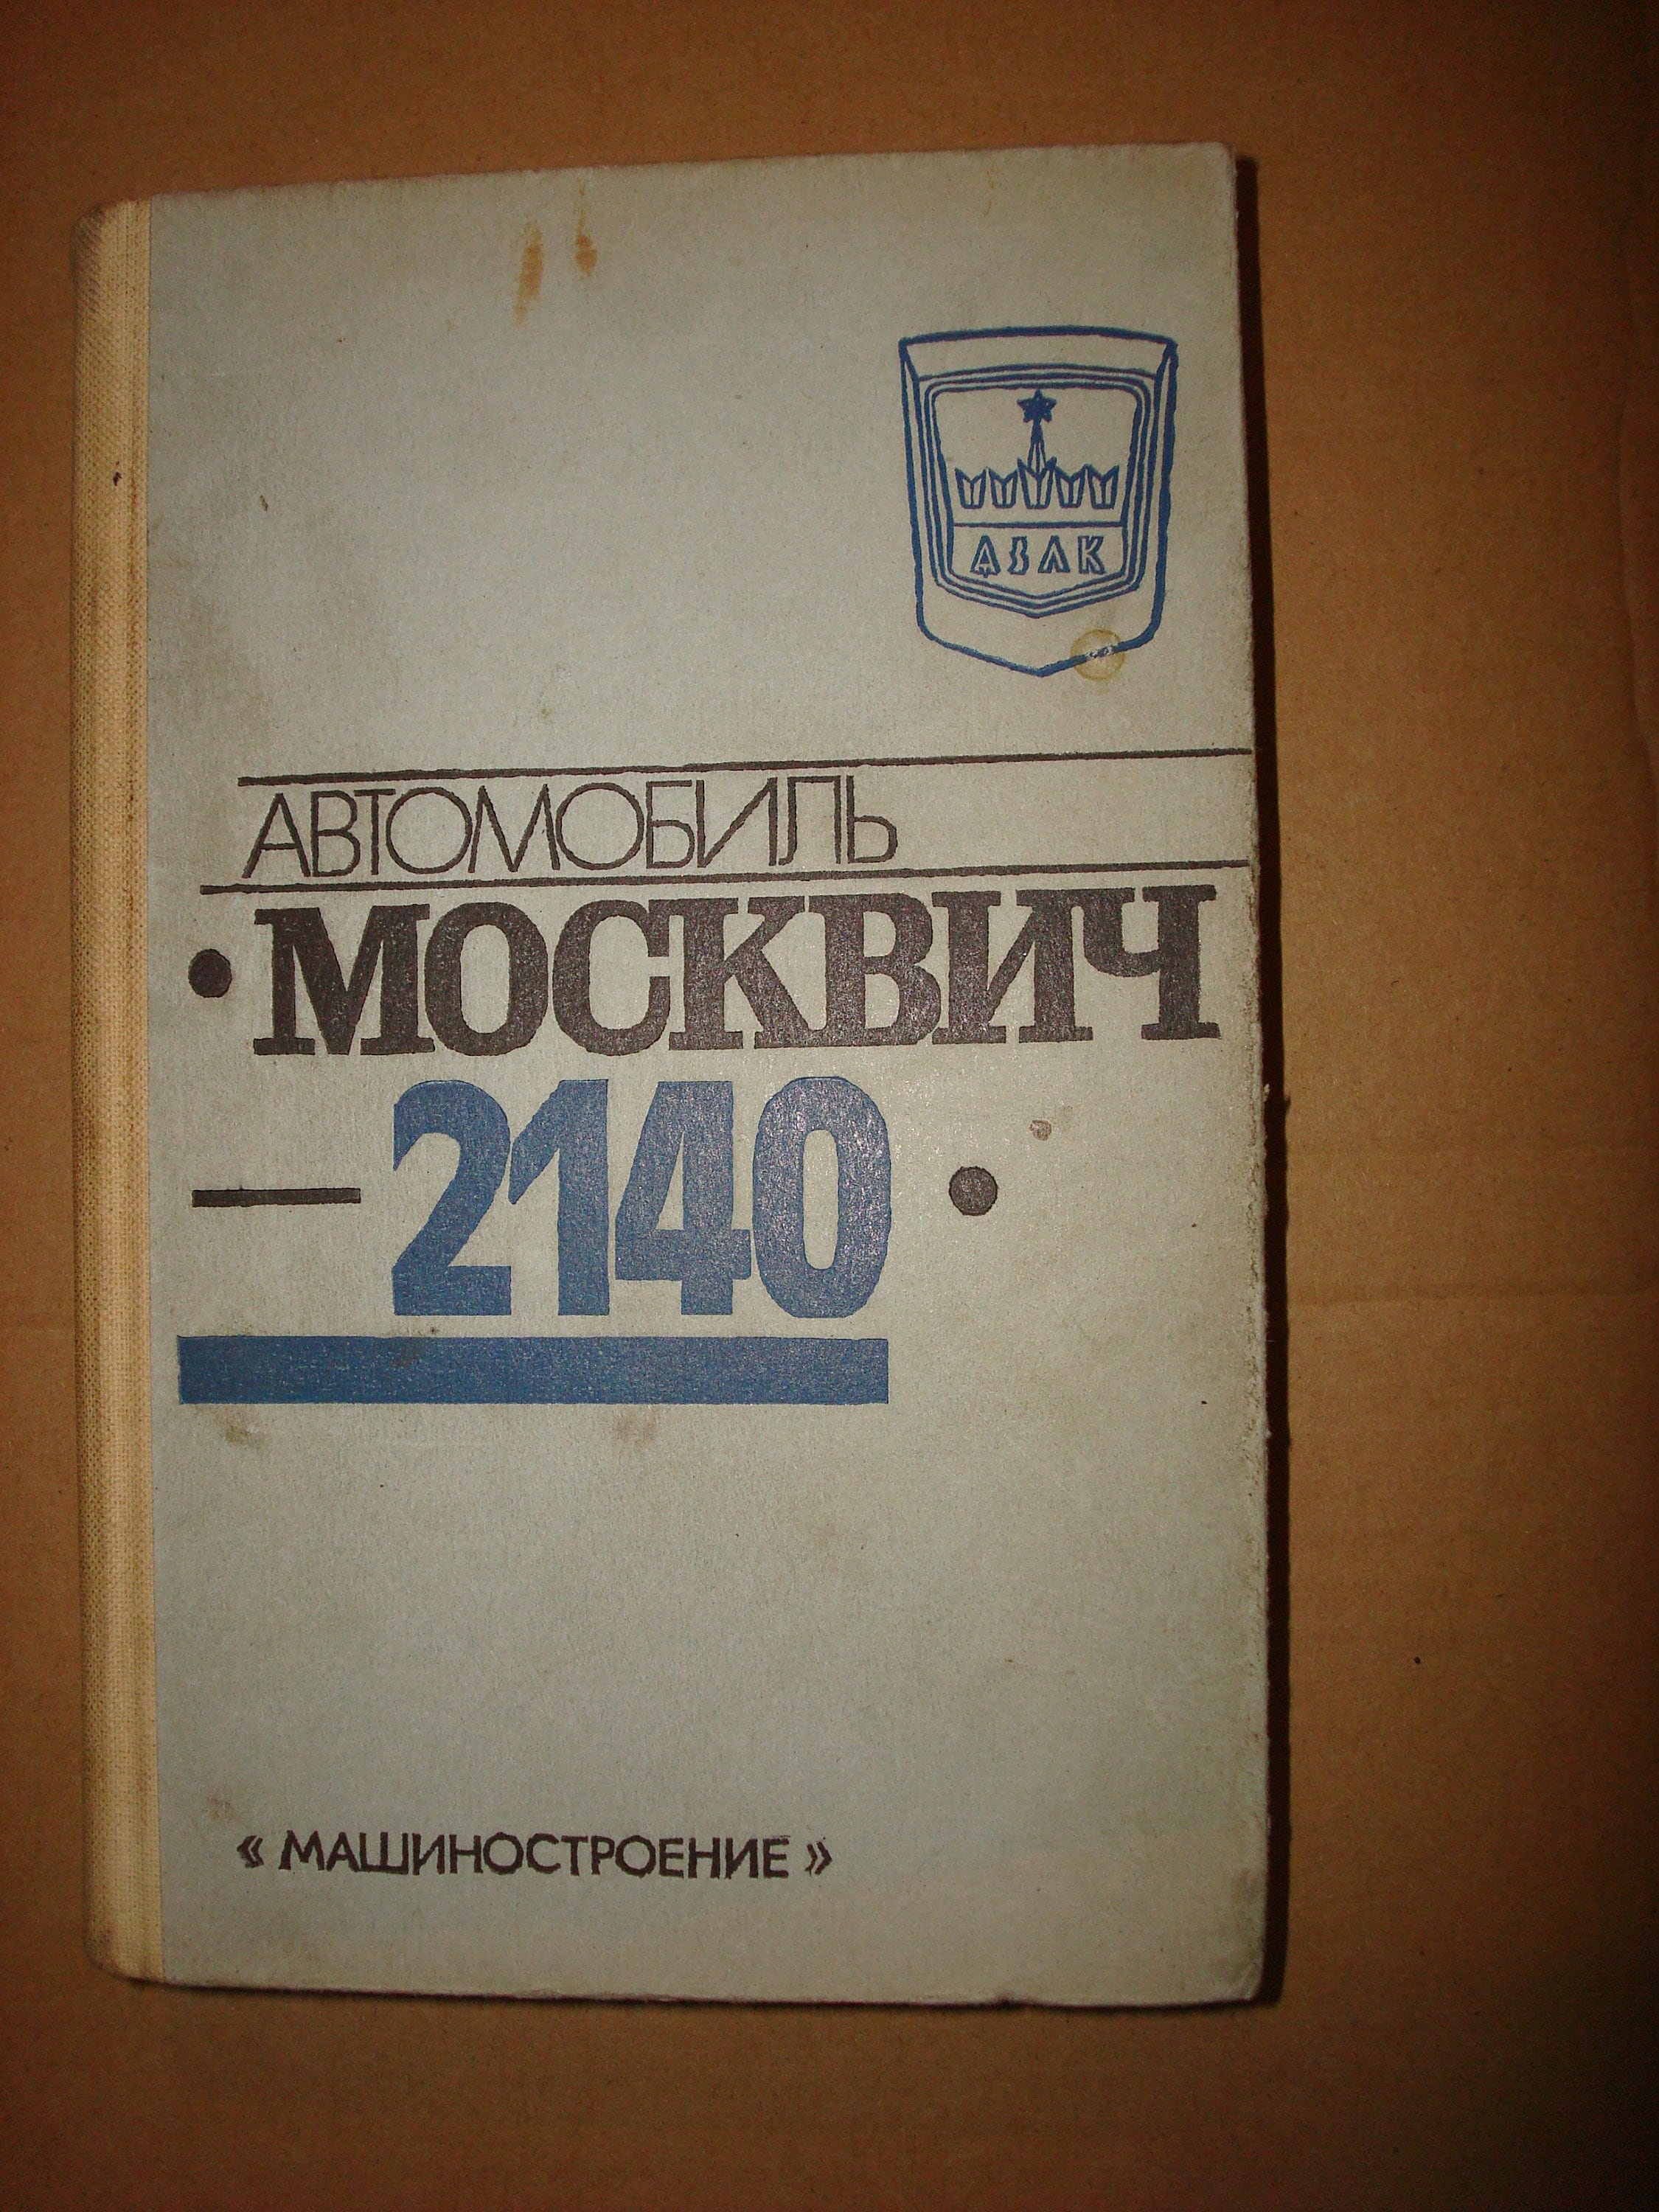 АЗЛК
АВТОМОБИЛЬ
•МОСКВИЧ
—2140•
«МАШИНОСТРОЕНИЕ»